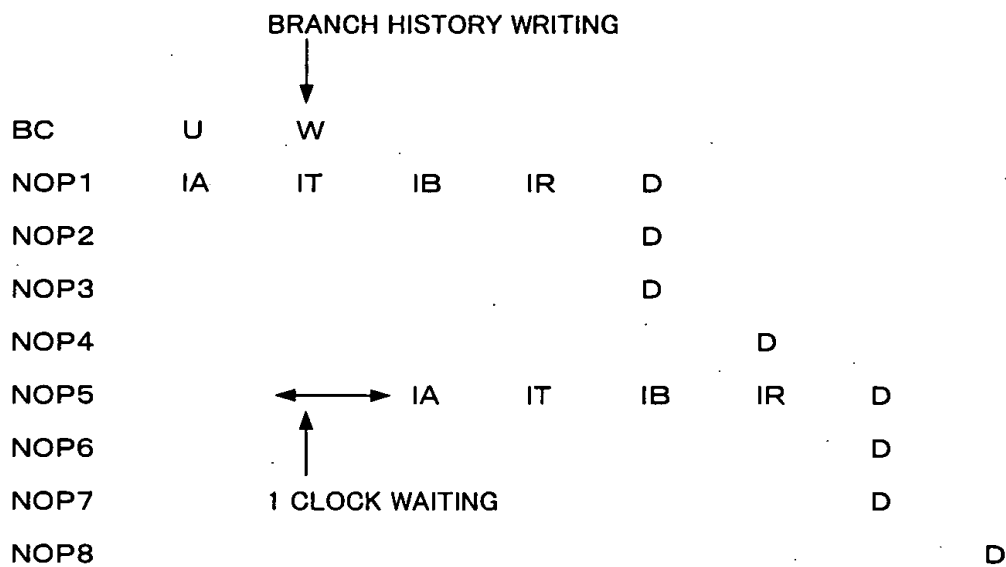 BRANCH HISTORY WRITING
BC U W
NOP1 IA IT IB IR D
NOP2 D
NOP3 D
NOP4 D
NOP5 IA IT IB IR D
NOP6 D
NOP7 1 CLOCK WAITING D
NOP8 D